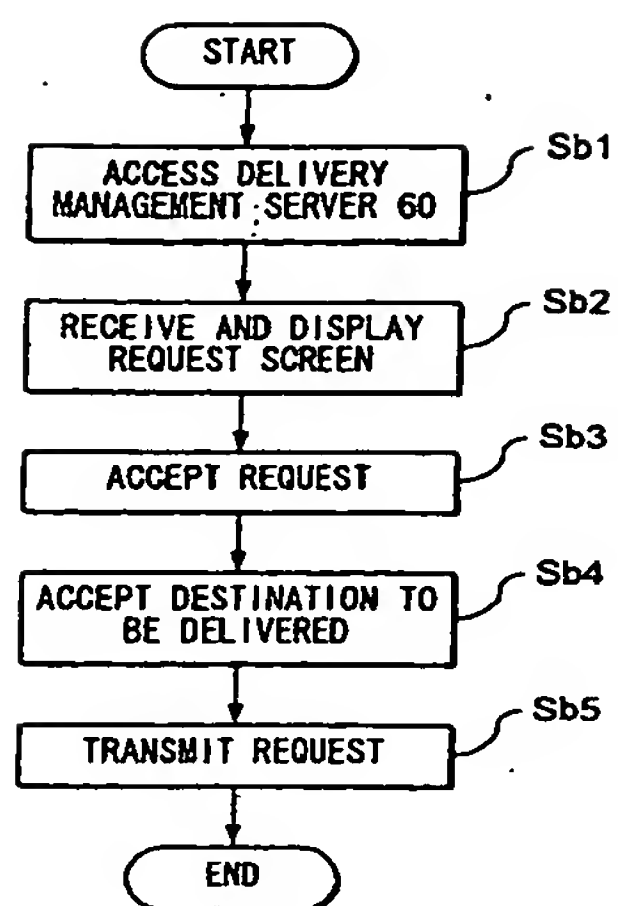 START
ACCESS DELIVERY
MANAGEMENT SERVER 60
Sb1
RECEIVE AND DISPLAY
REQUEST SCREEN
Sb2
ACCEPT REQUEST
Sb3
ACCEPT DESTINATION TO
BE DELIVERED
Sb4
TRANSMIT REQUEST
Sb5
END